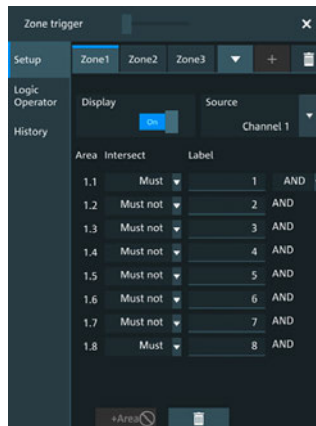 Zone trigger
Setup
Zone1 Zone2 Zone3
Logic Operator
Display Source
On Channel 1
History
Area Intersect Label
1.1 Must 1 AND
1.2 Must not 2 AND
1.3 Must not 3 AND
1.4 Must not 4 AND
1.5 Must not 5 AND
1.6 Must not 6 AND
1.7 Must not 7 AND
1.8 Must 8 AND
+Area